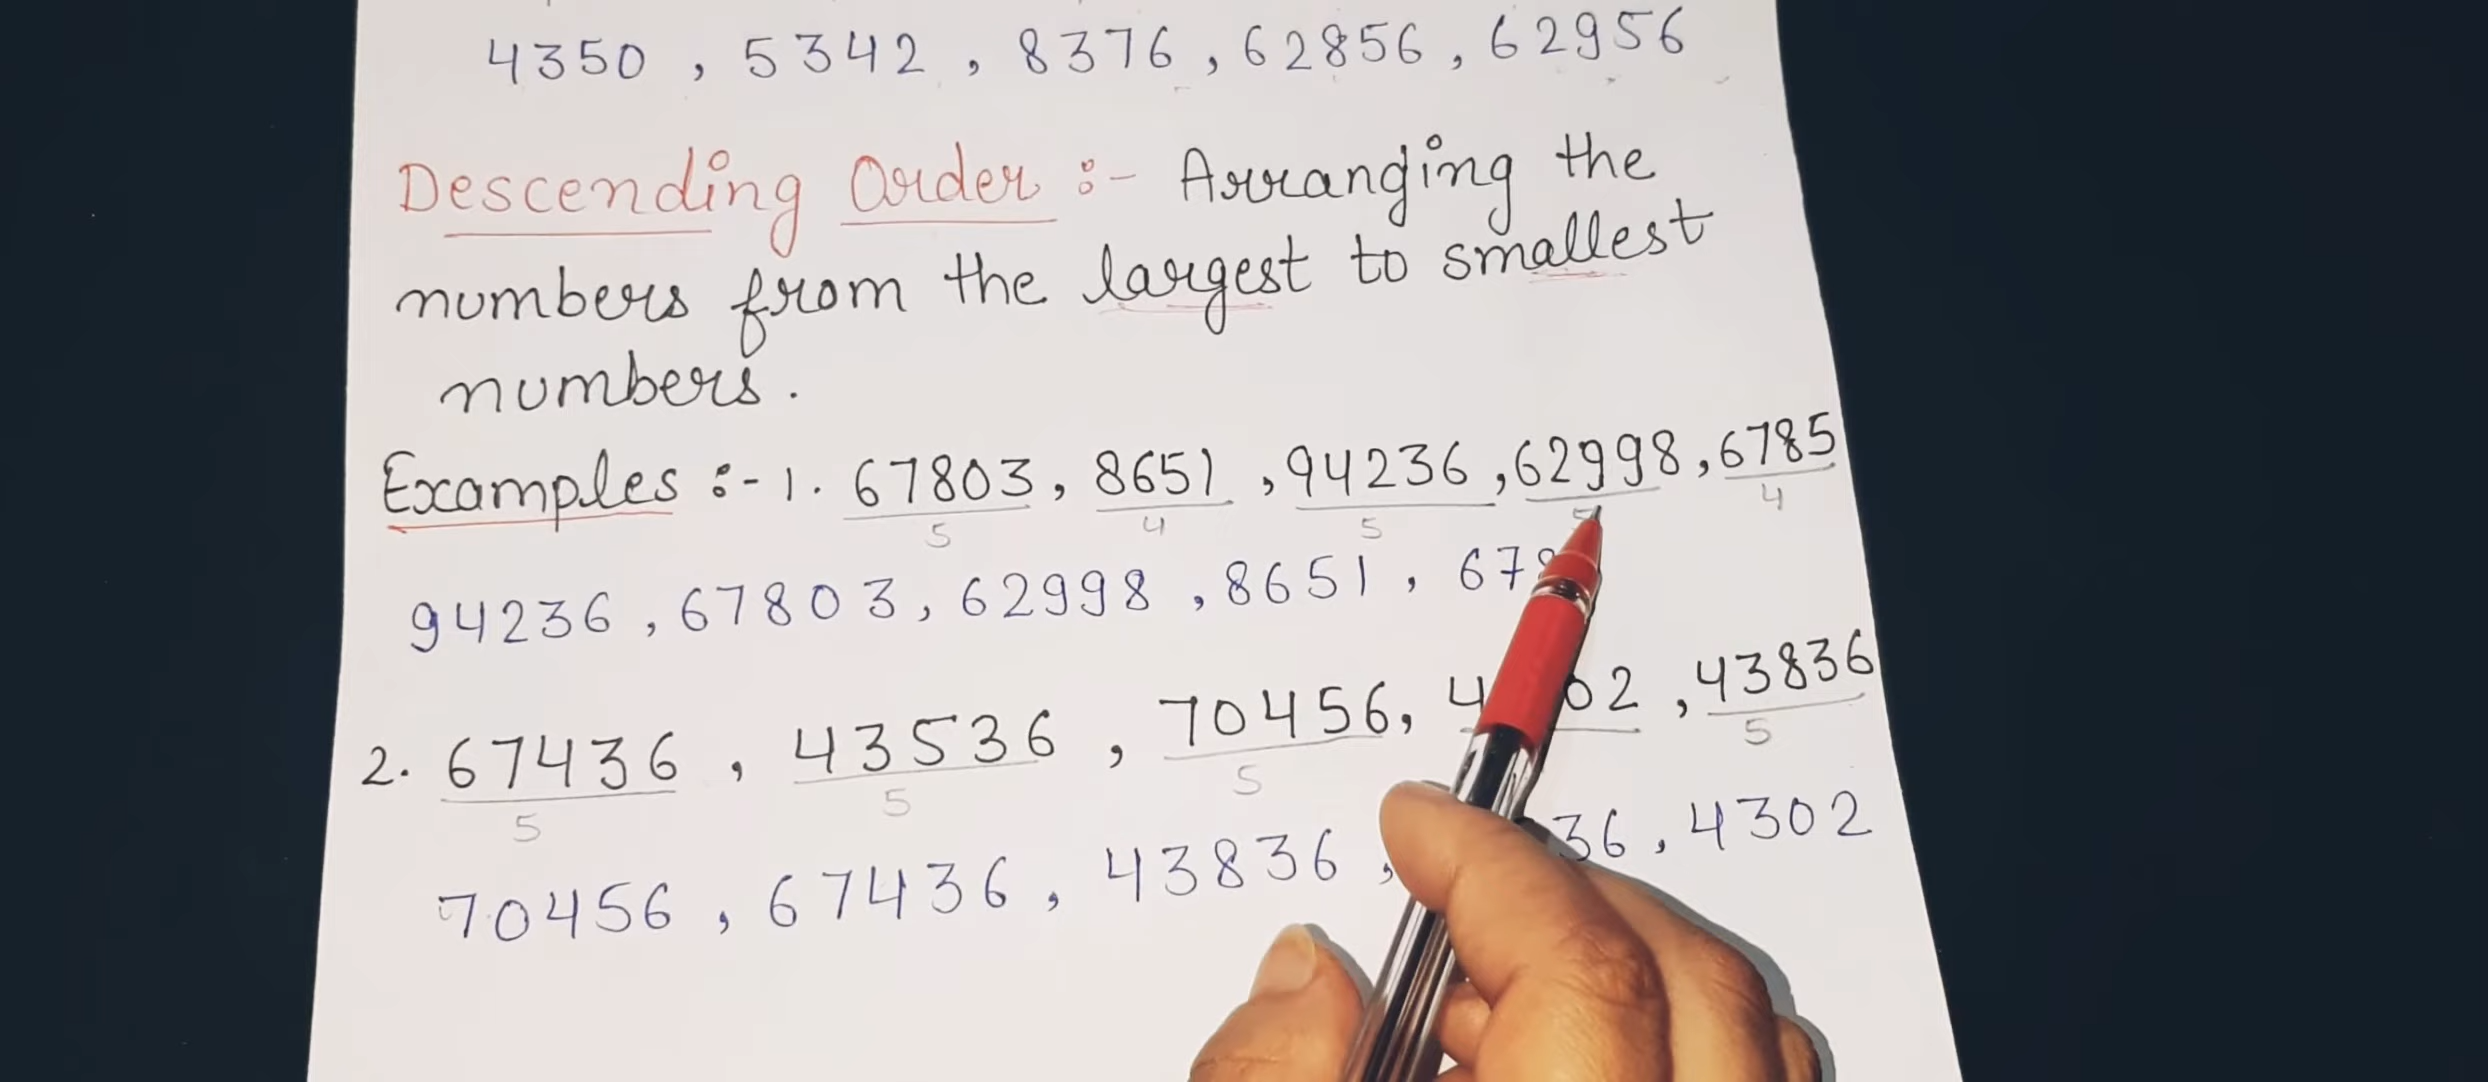 4350 , 5342 , 8376 , 62856 , 62956
Descending Order :- Arranging the
numbers from the largest to smallest
numbers.
Examples :- 1. 67803 , 8651 , 94236 , 62998 , 6785
5 4 5 4
94236 , 67803 , 62998 , 8651 ,
2. 67436 , 43536 , 70456 , , 43836
5 5 5 5
70456 , 67436 , 43836 , , 4302